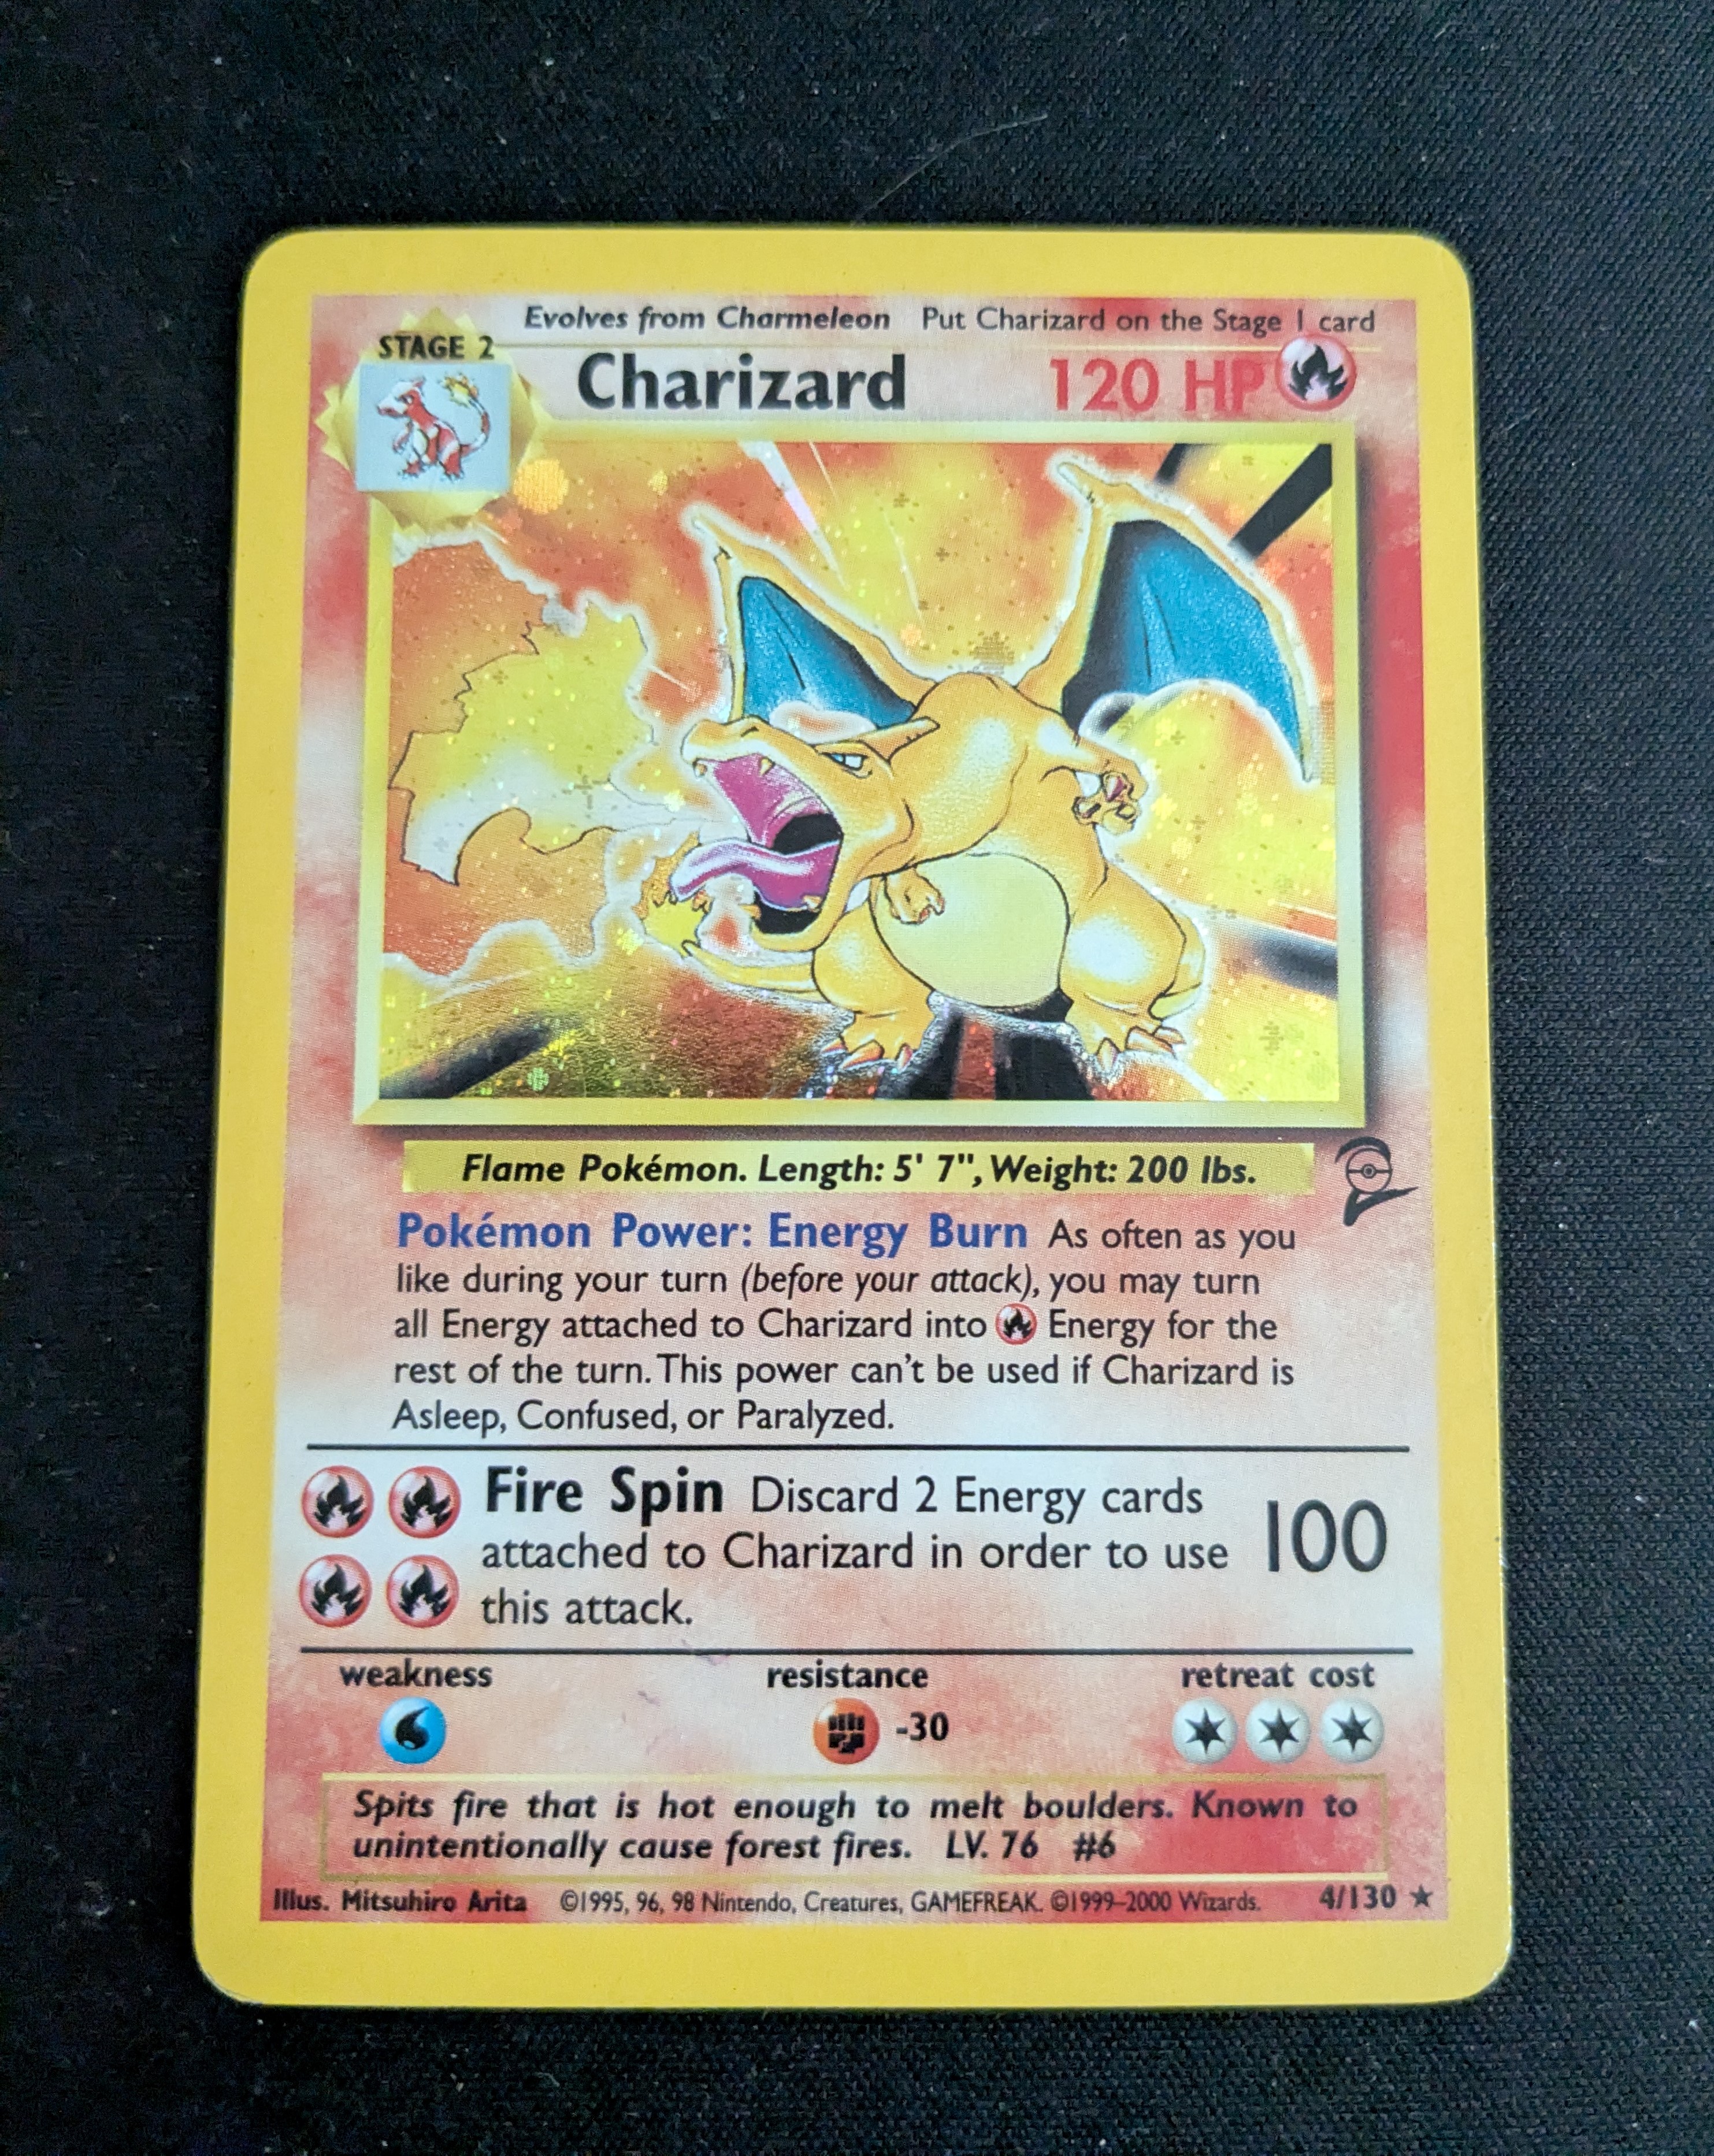 Evolves from Charmeleon Put Charizard on the Stage 1 card
STAGE 2
Charizard 120 HP
Flame Pokémon. Length: 5' 7", Weight: 200 lbs.
Pokémon Power: Energy Burn As often as you
like during your turn (before your attack), you may turn
all Energy attached to Charizard into Energy for the
rest of the turn. This power can't be used if Charizard is
Asleep, Confused, or Paralyzed.
Fire Spin Discard 2 Energy cards
attached to Charizard in order to use
this attack.
100
weakness resistance retreat cost
-30
Spits fire that is hot enough to melt boulders. Known to
unintentionally cause forest fires. LV. 76 #6
Illus. Mitsuhiro Arita ©1995, 96, 98 Nintendo, Creatures, GAMEFREAK. ©1999–2000 Wizards. 4/130 ★